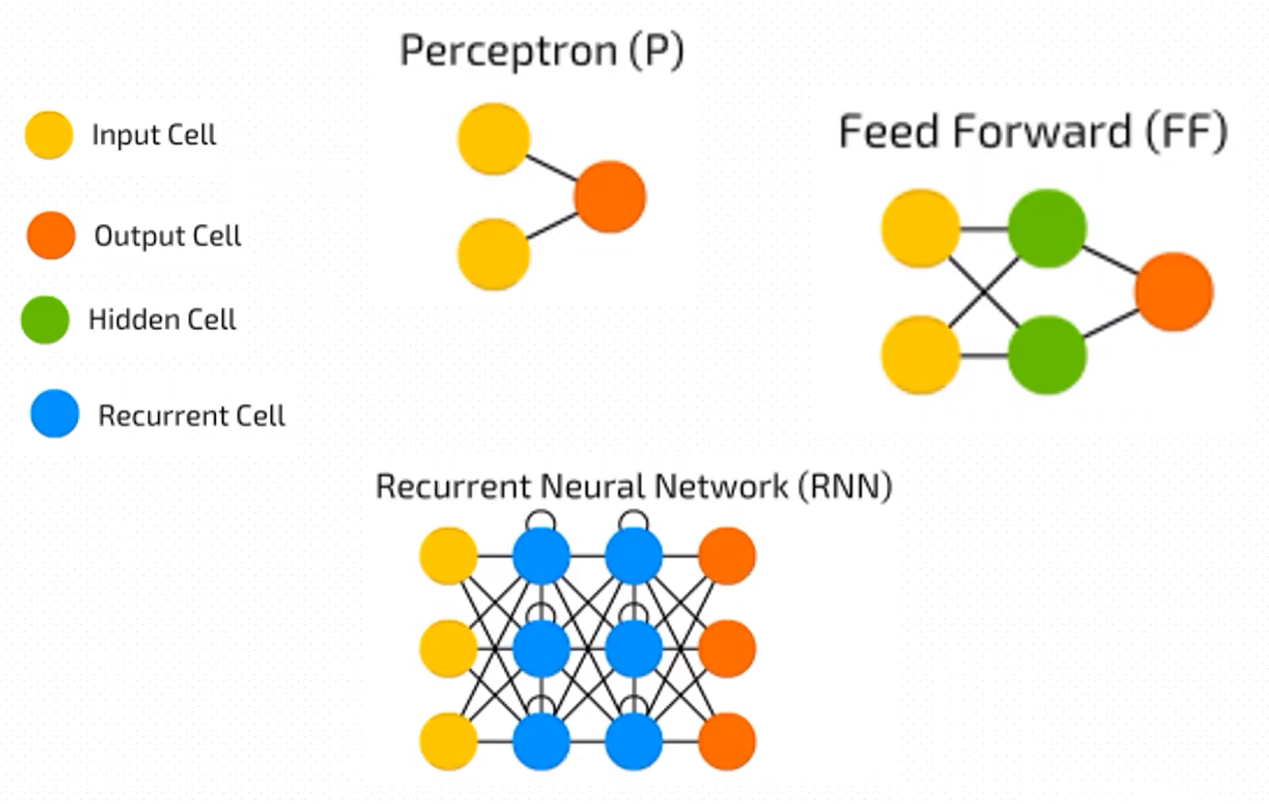 Perceptron (P)
Input Cell
Feed Forward (FF)
Output Cell
Hidden Cell
Recurrent Cell
Recurrent Neural Network (RNN)